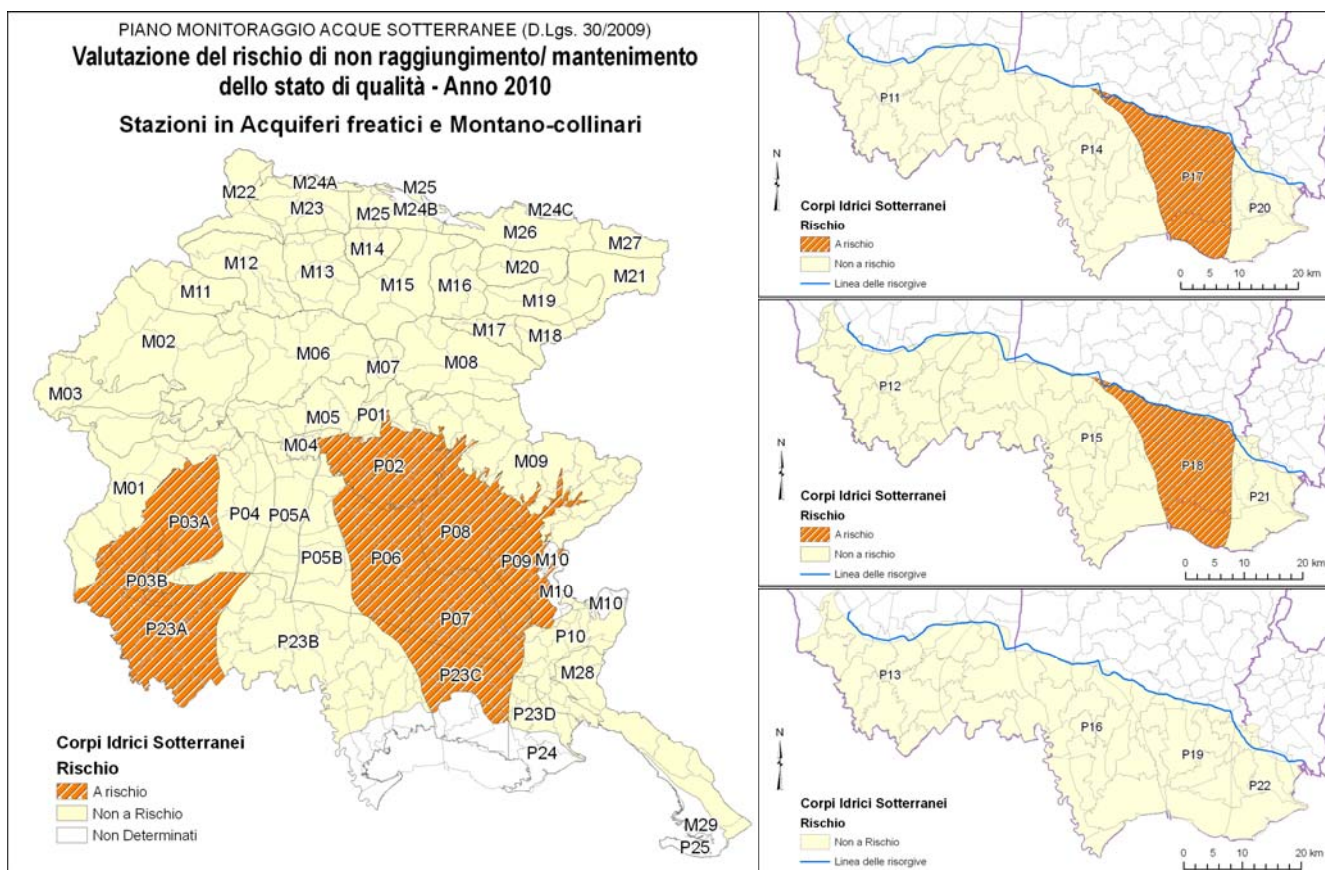 PIANO MONITORAGGIO ACQUE SOTTERRANEE (D.Lgs. 30/2009)
Valutazione del rischio di non raggiungimento/ mantenimento
dello stato di qualità - Anno 2010
Stazioni in Acquiferi freatici e Montano-collinari
M24A
M25
M22
M23
M25
M24B
M24C
M26
M27
M14
M12
M13
M20
M21
M11
M15
M16
M19
M17
M18
M02
M06
M07
M08
M03
M05
P01
M04
P02
M09
M01
P03A
P04
P05A
P08
P05B
P06
P09
M10
P03B
M10
M10
P23A
P07
P10
P23B
P23C
M28
P23D
P24
M29
P25
Corpi Idrici Sotterranei
Rischio
A rischio
Non a Rischio
Non Determinati
P11
P14
P17
P20
N
Corpi Idrici Sotterranei
Rischio
A rischio
Non a rischio
Linea delle risorgive
0 5 10 20 km
P12
P15
P18
P21
N
Corpi Idrici Sotterranei
Rischio
A rischio
Non a rischio
Linea delle risorgive
0 5 10 20 km
P13
P16
P19
P22
N
Corpi Idrici Sotterranei
Rischio
Non a Rischio
Linea delle risorgive
0 5 10 20 km